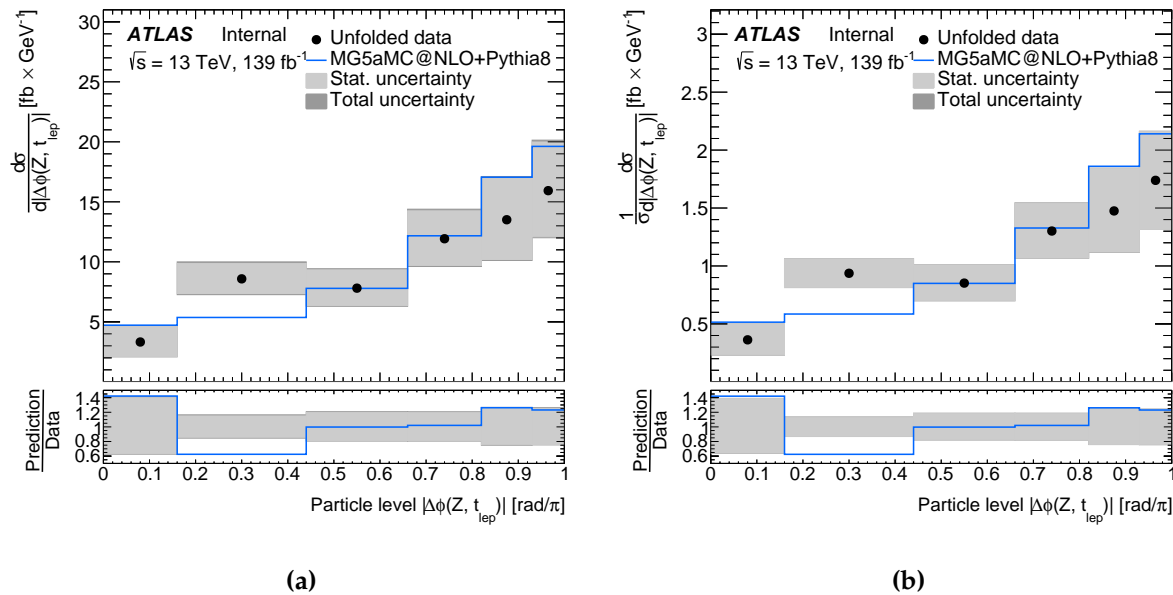 ATLAS Internal
√s = 13 TeV, 139 fb⁻¹
Unfolded data
MG5aMC@NLO+Pythia8
Stat. uncertainty
Total uncertainty
dσ
d|Δϕ(Z, t_lep)| [fb × GeV⁻¹]
30
25
20
15
10
5
Prediction
Data
1.4
1.2
1
0.8
0.6
0 0.1 0.2 0.3 0.4 0.5 0.6 0.7 0.8 0.9 1
Particle level |Δϕ(Z, t_lep)| [rad/π]
(a)
ATLAS Internal
√s = 13 TeV, 139 fb⁻¹
Unfolded data
MG5aMC@NLO+Pythia8
Stat. uncertainty
Total uncertainty
1 dσ
σ d|Δϕ(Z, t_lep)| [fb × GeV⁻¹]
3
2.5
2
1.5
1
0.5
Prediction
Data
1.4
1.2
1
0.8
0.6
0 0.1 0.2 0.3 0.4 0.5 0.6 0.7 0.8 0.9 1
Particle level |Δϕ(Z, t_lep)| [rad/π]
(b)